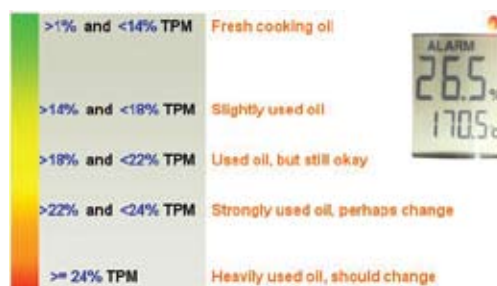 >1% and <14% TPM Fresh cooking oil
ALARM
26.5%
170.5c
>14% and <18% TPM Slightly used oil
>18% and <22% TPM Used oil, but still okay
>22% and <24% TPM Strongly used oil, perhaps change
>= 24% TPM Heavily used oil, should change